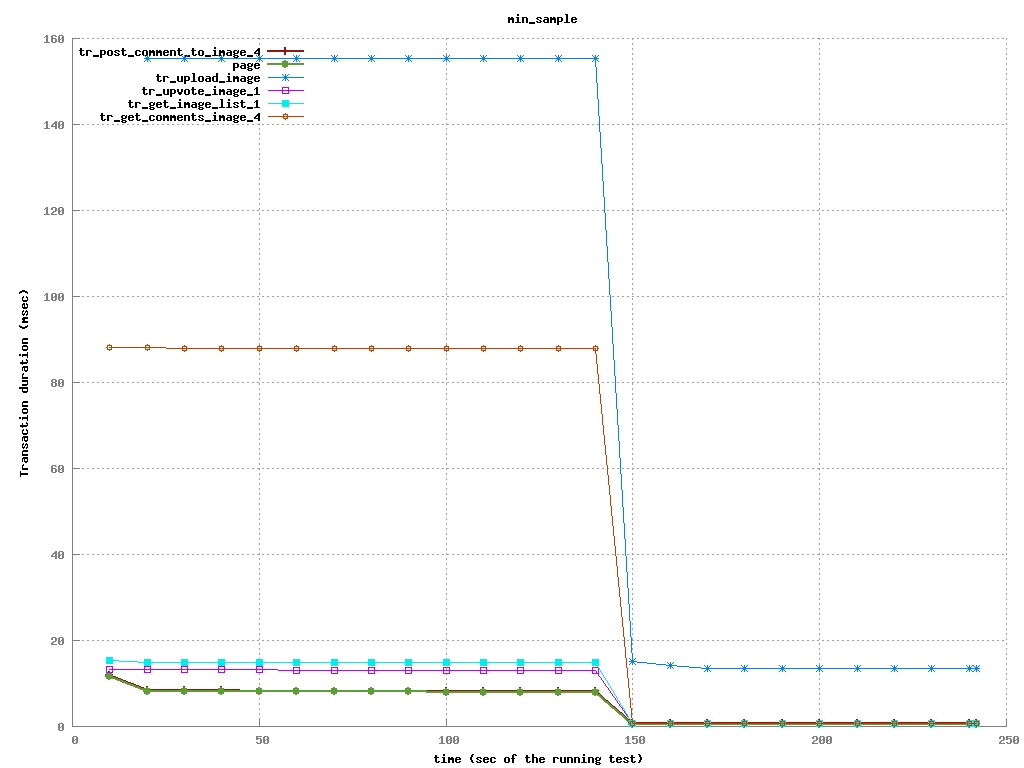 min_sample
160
140
120
100
80
60
40
20
0
Transaction duration (msec)
tr_post_comment_to_image_4
page
tr_upload_image
tr_upvote_image_1
tr_get_image_list_1
tr_get_comments_image_4
0 50 100 150 200 250
time (sec of the running test)